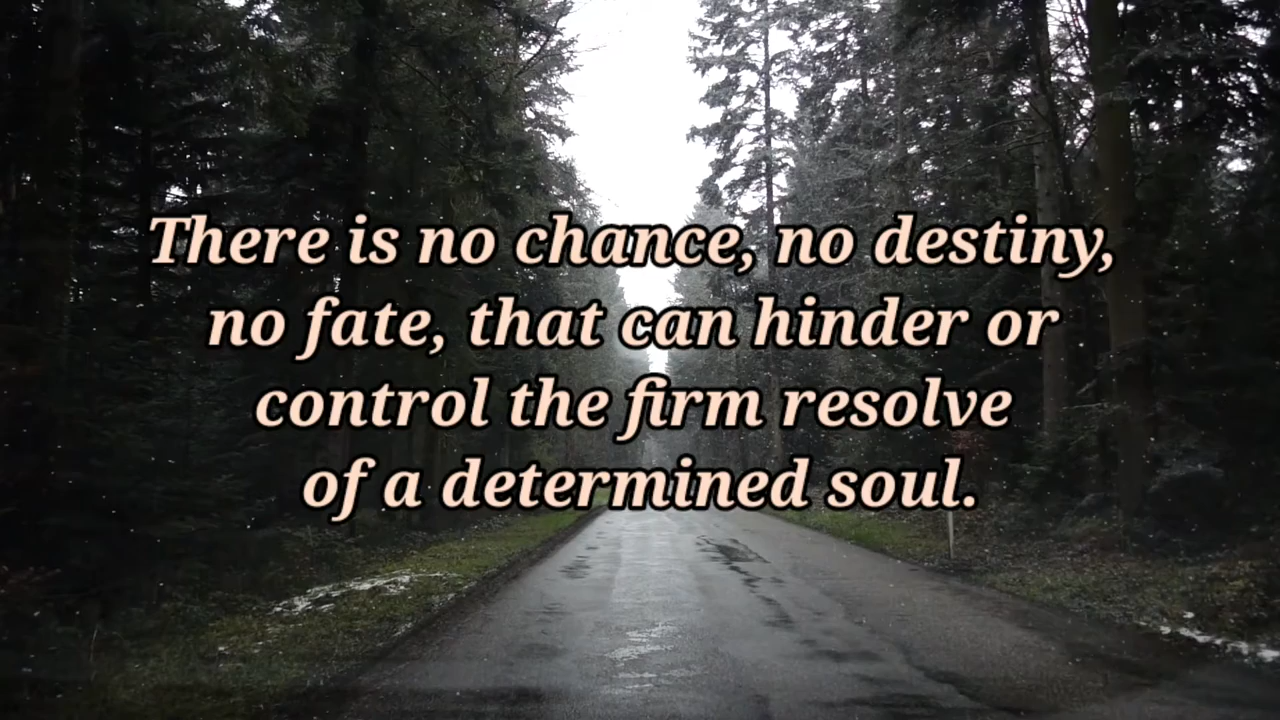 There is no chance, no destiny,
no fate, that can hinder or
control the firm resolve
of a determined soul.